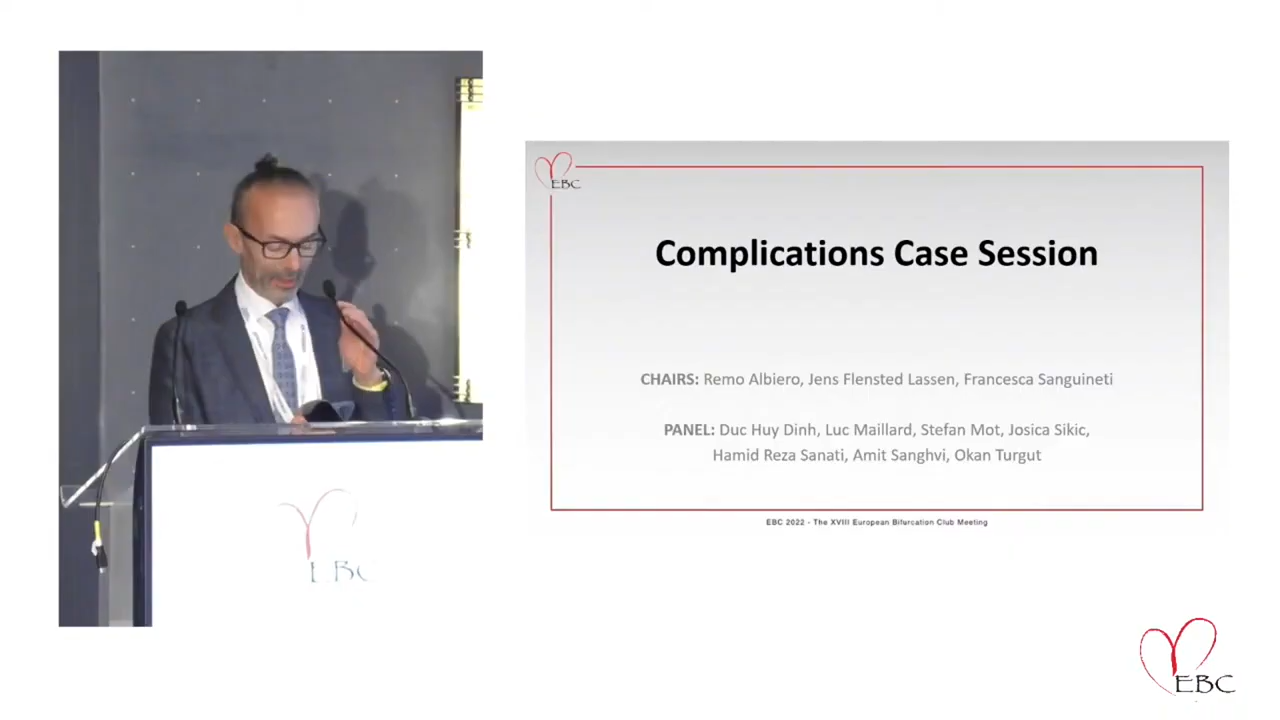 EBC
Complications Case Session
CHAIRS: Remo Albiero, Jens Flensted Lassen, Francesca Sanguineti
PANEL: Duc Huy Dinh, Luc Maillard, Stefan Mot, Josica Sikic,
Hamid Reza Sanati, Amit Sanghvi, Okan Turgut
EBC 2022 - The XVIII European Bifurcation Club Meeting
EBC
EBC